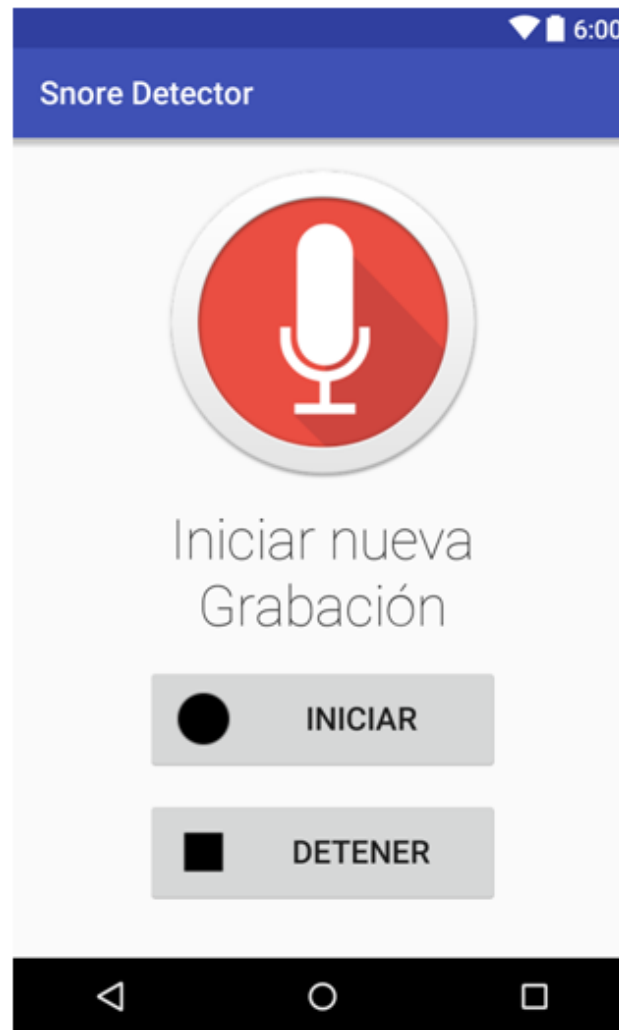 6:00
Snore Detector
Iniciar nueva
Grabación
INICIAR
DETENER